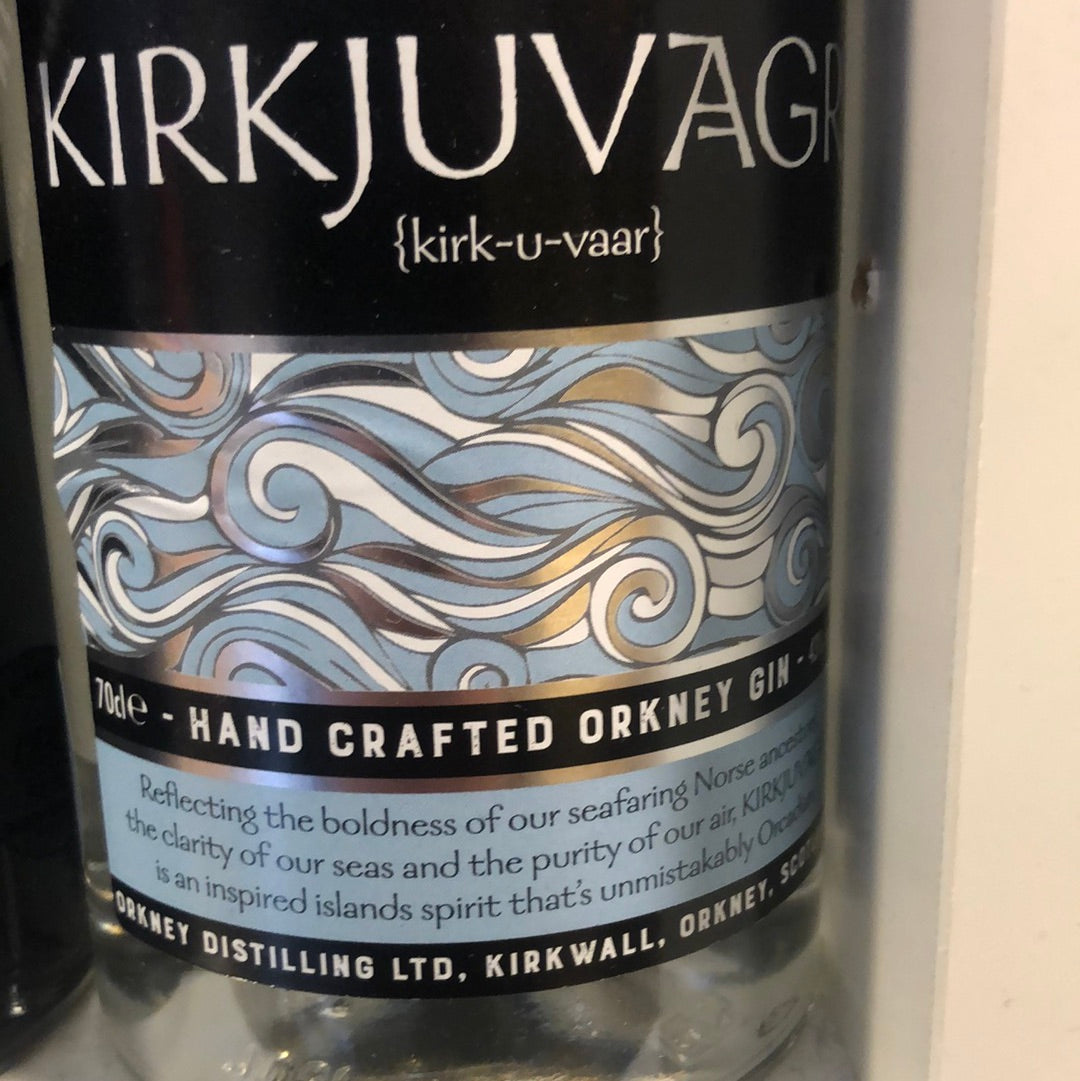 KIRKJUVAGR
{kirk-u-vaar}
70cl e - HAND CRAFTED ORKNEY GIN -
Reflecting the boldness of our seafaring Norse
the clarity of our seas and the purity of our air,
is an inspired islands spirit that's unmistakably
ORKNEY DISTILLING LTD, KIRKWALL, ORKNEY,